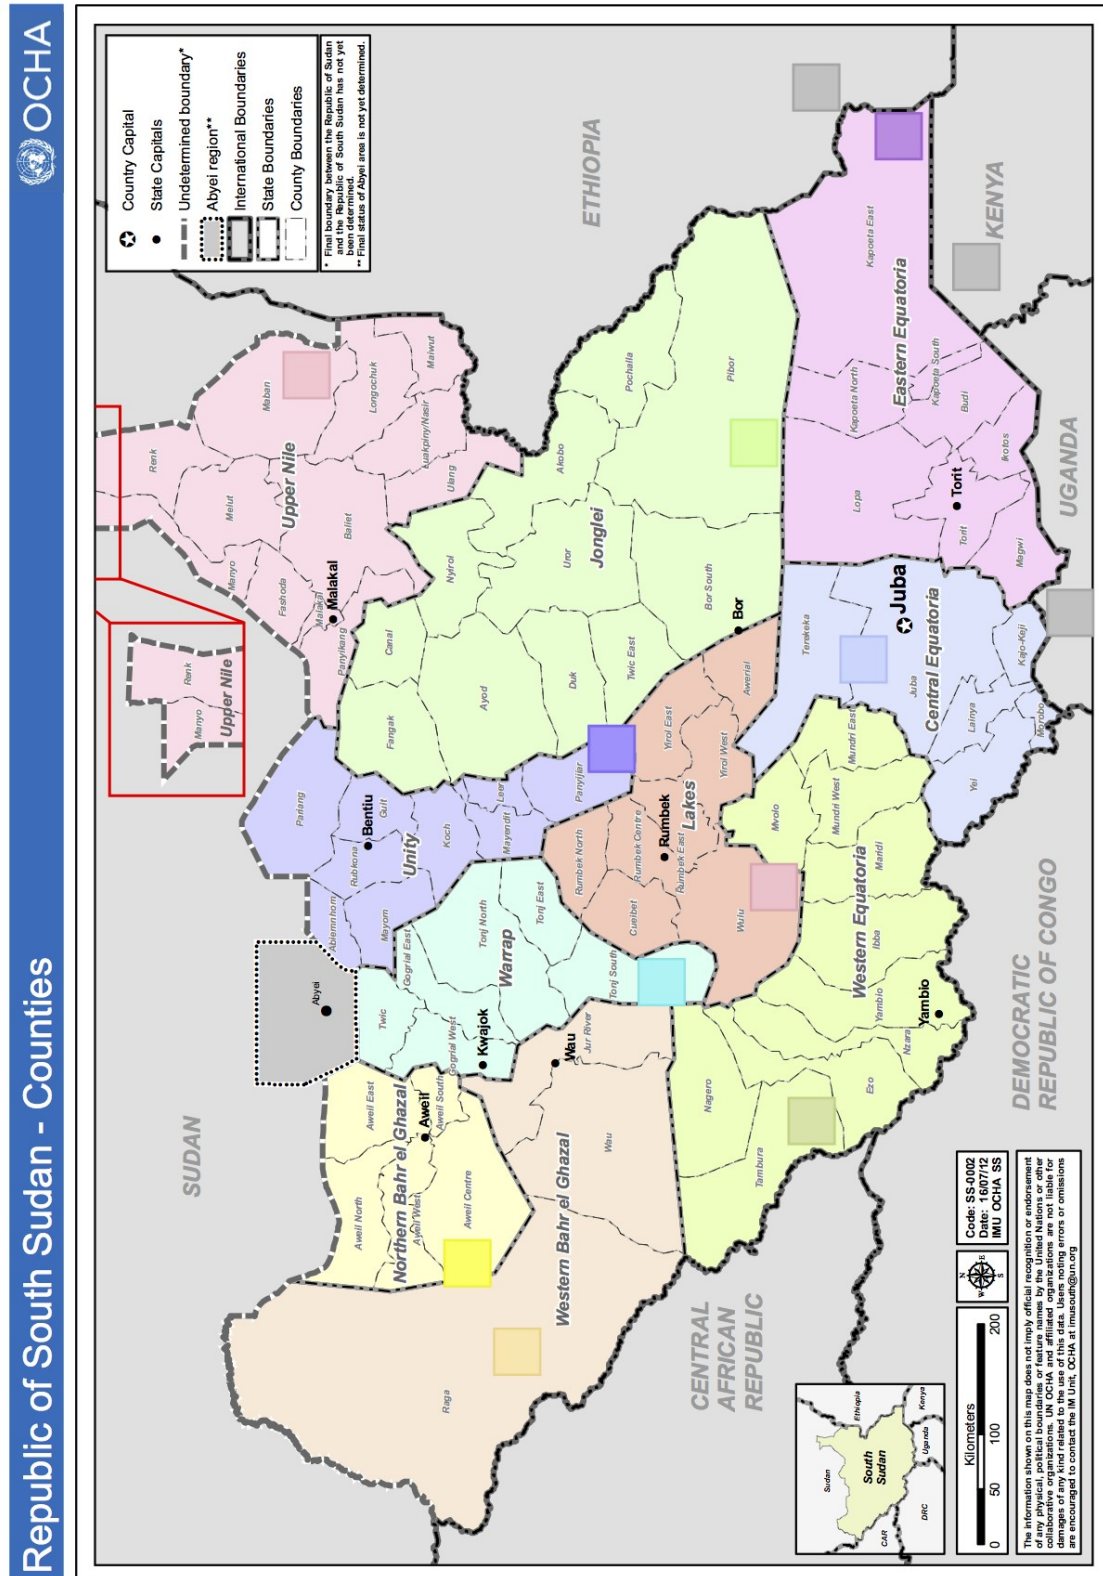 Republic of South Sudan - Counties
OCHA
Country Capital
State Capitals
Undetermined boundary*
Abyei region**
International Boundaries
State Boundaries
County Boundaries
* Final boundary between the Republic of Sudan
and the Republic of South Sudan has not yet
been determined.
** Final status of Abyei area is not yet determined.
SUDAN
ETHIOPIA
KENYA
UGANDA
DEMOCRATIC
REPUBLIC OF CONGO
CENTRAL
AFRICAN
REPUBLIC
Renk
Manyo
Upper Nile
Renk
Maban
Melut
Manyo
Upper Nile
Fashoda
Longochuk
Maiwut
Luakpiny/Nasir
Ulang
Baliet
Malakal
Malakal
Panyikang
Pariang
Abiemnhom
Rubkona
Bentiu
Guit
Mayom
Unity
Koch
Leer
Mayendit
Panyijiar
Abyei
Fangak
Canal
Nyirol
Ayod
Akobo
Uror
Jonglei
Duk
Pochalla
Twic East
Pibor
Bor South
Bor
Twic
Gogrial East
Gogrial West
Tonj North
Kwajok
Warrap
Tonj East
Tonj South
Aweil North
Aweil East
Northern Bahr el Ghazal
Aweil West
Aweil
Aweil South
Aweil Centre
Raga
Western Bahr el Ghazal
Wau
Jur River
Wau
Rumbek North
Cueibet
Rumbek Centre
Rumbek
Rumbek East
Lakes
Yirol East
Yirol West
Awerial
Wulu
Nagero
Tambura
Ezo
Nzara
Yambio
Yambio
Ibba
Western Equatoria
Maridi
Mvolo
Mundri West
Mundri East
Terekeka
Juba
Juba
Central Equatoria
Lainya
Yei
Morobo
Kajo-Keji
Lopa
Kapoeta North
Kapoeta East
Eastern Equatoria
Kapoeta South
Budi
Torit
Torit
Ikotos
Magwi
Sudan
Ethiopia
South
Sudan
Kenya
Uganda
CAR
DRC
Kilometers
0 50 100 200
N
E
S
W
Code: SS-0002
Date: 16/07/12
IMU OCHA SS
The information shown on this map does not imply official recognition or endorsement
of any physical, political boundaries or feature names by the United Nations or other
collaborative organizations. UN OCHA and affiliated organizations are not liable for
damages of any kind related to the use of this data. Users noting errors or omissions
are encouraged to contact the IM Unit, OCHA at imusouth@un.org